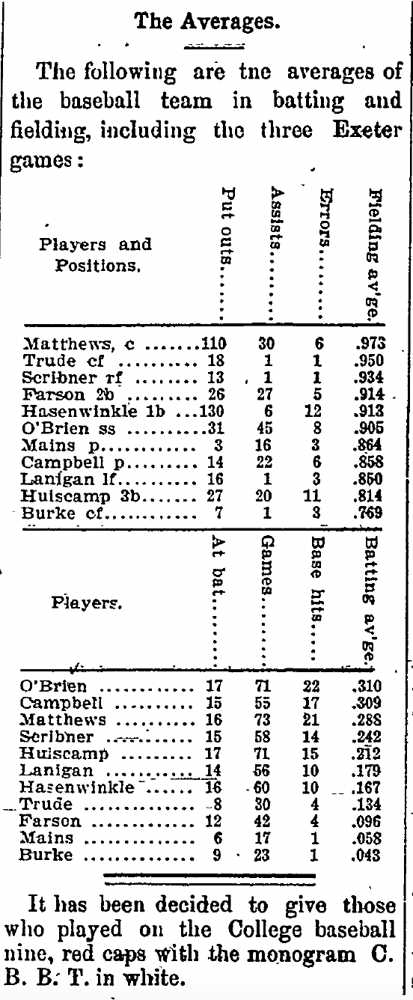 The Averages.
The following are tne averages of
the baseball team in batting and
fielding, including the three Exeter
games:
Players and Positions. Put outs....... Assists........ Errors........ Fielding av'ge.
Matthews, c .......110 30 6 .973
Trude cf .......... 18 1 1 .950
Scribner rf ........ 13 1 1 .934
Farson 2b ......... 26 27 5 .914
Hasenwinkle 1b ...130 6 12 .913
O'Brien ss ..........31 45 8 .905
Mains p............ 3 16 3 .864
Campbell p........ 14 22 6 .858
Lanigan lf......... 16 1 3 .850
Huiscamp 3b....... 27 20 11 .814
Burke cf............ 7 1 3 .769
Players. At bat........ Games........ Base hits..... Batting av'ge.
O'Brien ............. 17 71 22 .310
Campbell .......... 15 55 17 .309
Matthews .......... 16 73 21 .288
Scribner ........... 15 58 14 .242
Huiscamp ......... 17 71 15 .212
Lanigan ........... 14 56 10 .179
Hasenwinkle ...... 16 60 10 .167
Trude .............. 8 30 4 .134
Farson ............ 12 42 4 .096
Mains .............. 6 17 1 .058
Burke .............. 9 23 1 .043
It has been decided to give those
who played on the College baseball
nine, red caps with the monogram C.
B. B. T. in white.